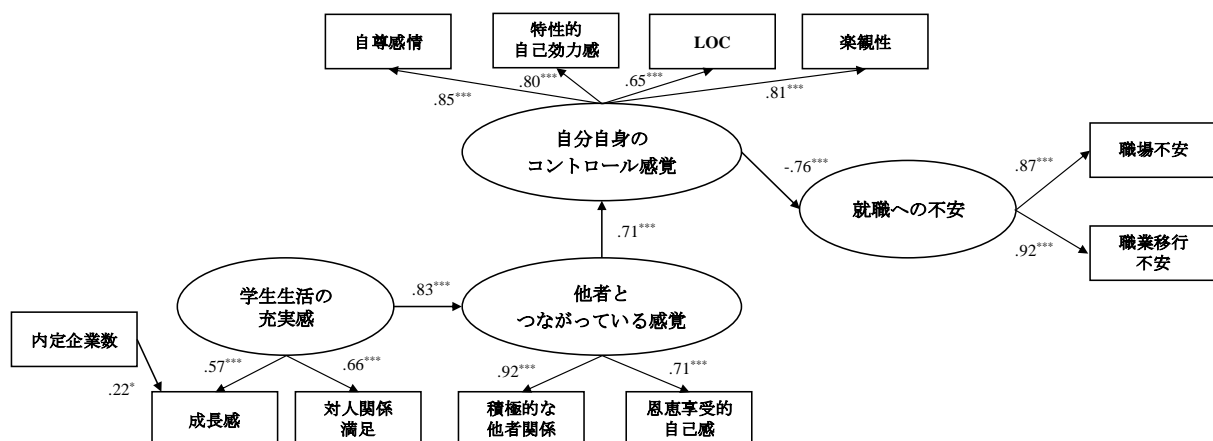 自尊感情
特性的
自己効力感
LOC
楽観性
.85***
.80***
.65***
.81***
自分自身の
コントロール感覚
-.76***
就職への不安
.87***
職場不安
.92***
職業移行
不安
.71***
学生生活の
充実感
.83***
他者と
つながっている感覚
内定企業数
.22*
.57***
.66***
.92***
.71***
成長感
対人関係
満足
積極的な
他者関係
恩恵享受的
自己感